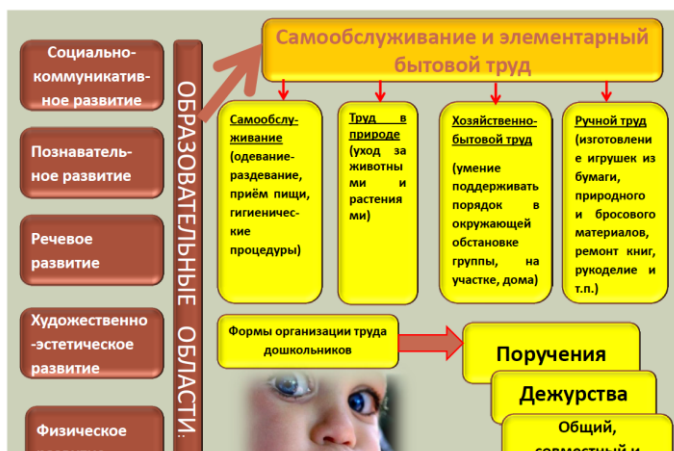 Социально-
коммуникатив-
ное развитие
Познаватель-
ное развитие
Речевое
развитие
Художественно
-эстетическое
развитие
Физическое
ОБРАЗОВАТЕЛЬНЫЕ ОБЛАСТИ:
Самообслуживание и элементарный
бытовой труд
Самообслу-
живание
(одевание-
раздевание,
приём пищи,
гигиеничес-
кие
процедуры)
Труд в
природе
(уход за
животны
ми и
растения
ми)
Хозяйственно-
бытовой труд
(умение
поддерживать
порядок в
окружающей
обстановке
группы, на
участке, дома)
Ручной труд
(изготовлени
е игрушек из
бумаги,
природного
и бросового
материалов,
ремонт книг,
рукоделие и
т.п.)
Формы организации труда
дошкольников
Поручения
Дежурства
Общий,
совместный и